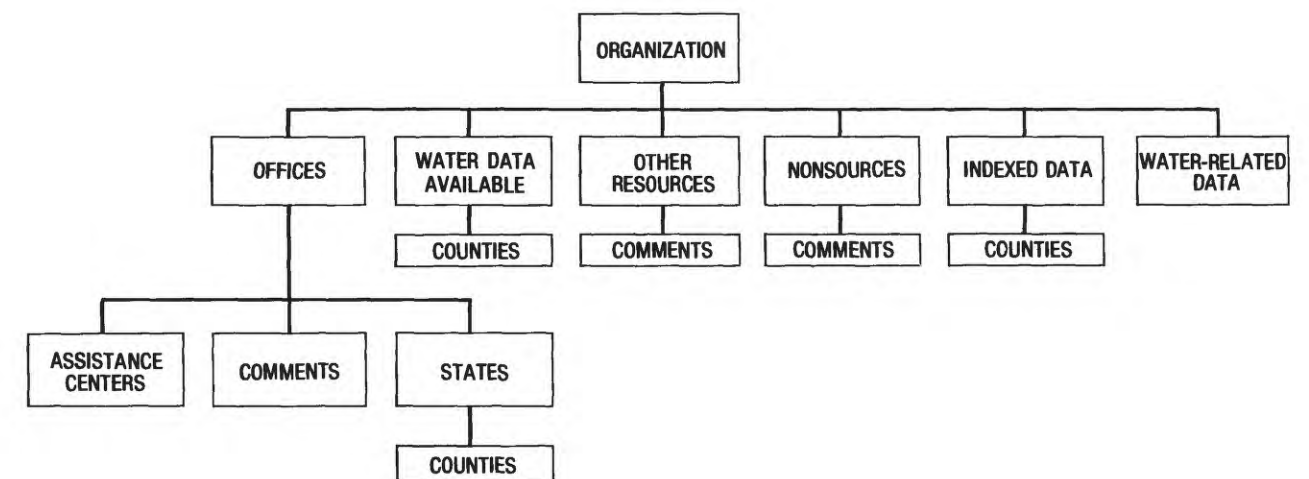 ORGANIZATION
OFFICES
WATER DATA
AVAILABLE
OTHER
RESOURCES
NONSOURCES
INDEXED DATA
WATER-RELATED
DATA
COUNTIES
COMMENTS
COMMENTS
COUNTIES
ASSISTANCE
CENTERS
COMMENTS
STATES
COUNTIES